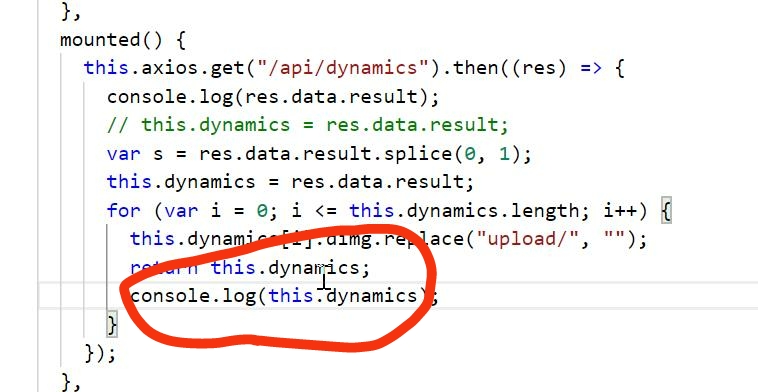 },
mounted() {
this.axios.get("/api/dynamics").then((res) => {
console.log(res.data.result);
// this.dynamics = res.data.result;
var s = res.data.result.splice(0, 1);
this.dynamics = res.data.result;
for (var i = 0; i <= this.dynamics.length; i++) {
this.dynamics[i].dimg.replace("upload/", "");
return this.dynamics;
console.log(this.dynamics);
}
});
},